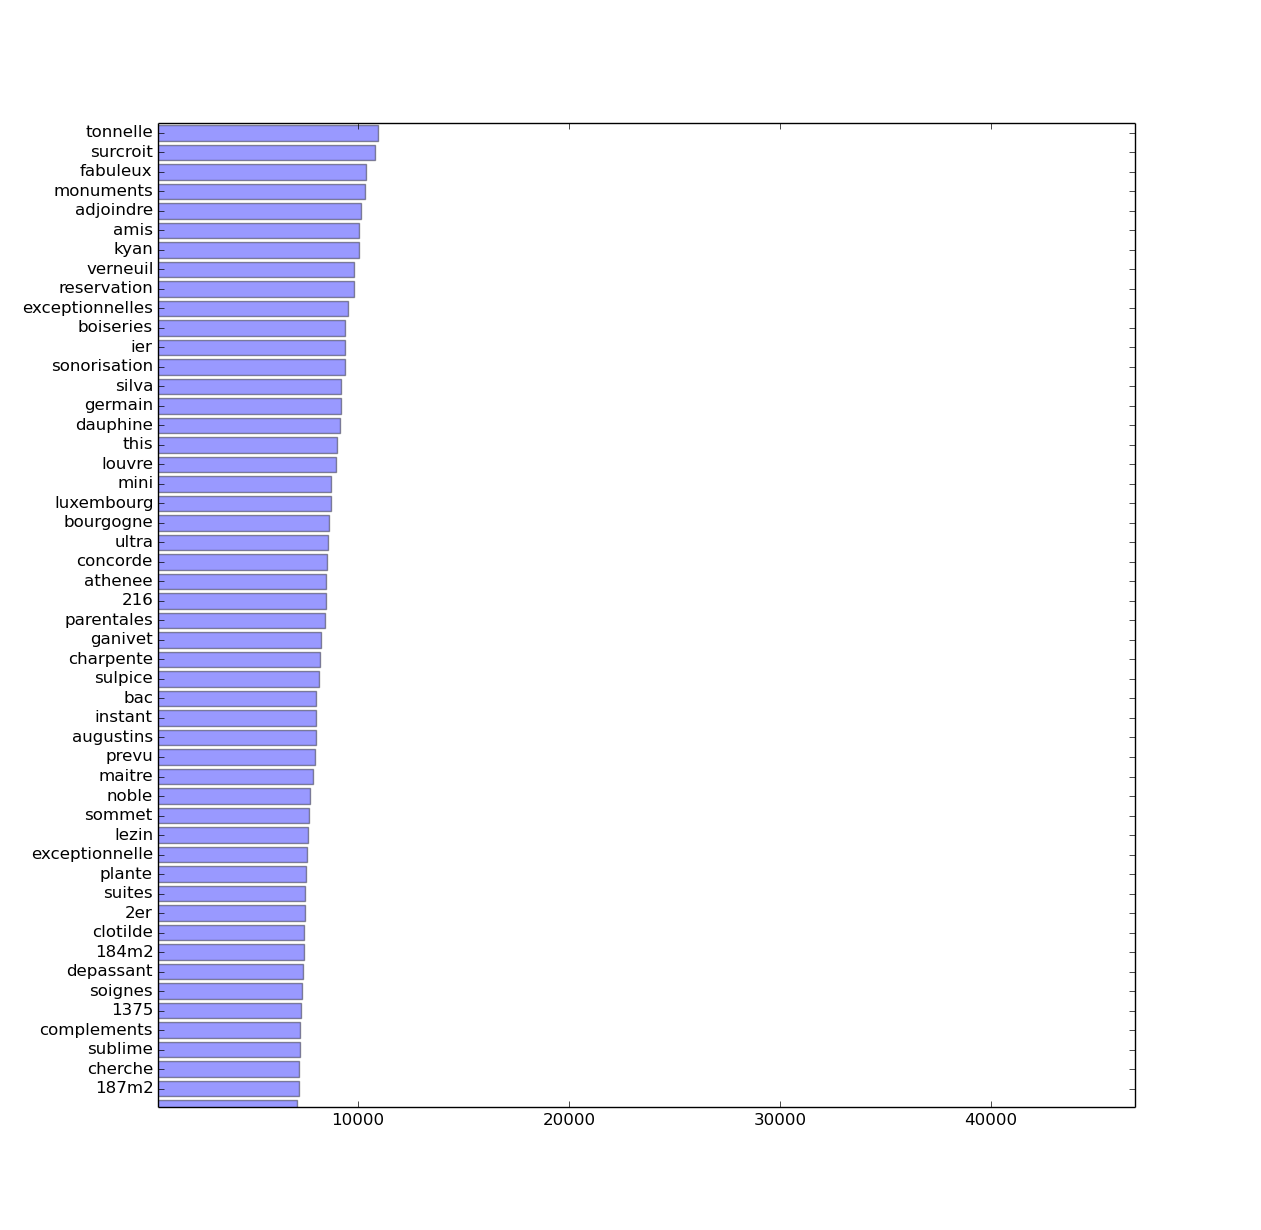 tonnelle
surcroit
fabuleux
monuments
adjoindre
amis
kyan
verneuil
reservation
exceptionnelles
boiseries
ier
sonorisation
silva
germain
dauphine
this
louvre
mini
luxembourg
bourgogne
ultra
concorde
athenee
216
parentales
ganivet
charpente
sulpice
bac
instant
augustins
prevu
maitre
noble
sommet
lezin
exceptionnelle
plante
suites
2er
clotilde
184m2
depassant
soignes
1375
complements
sublime
cherche
187m2
10000 20000 30000 40000